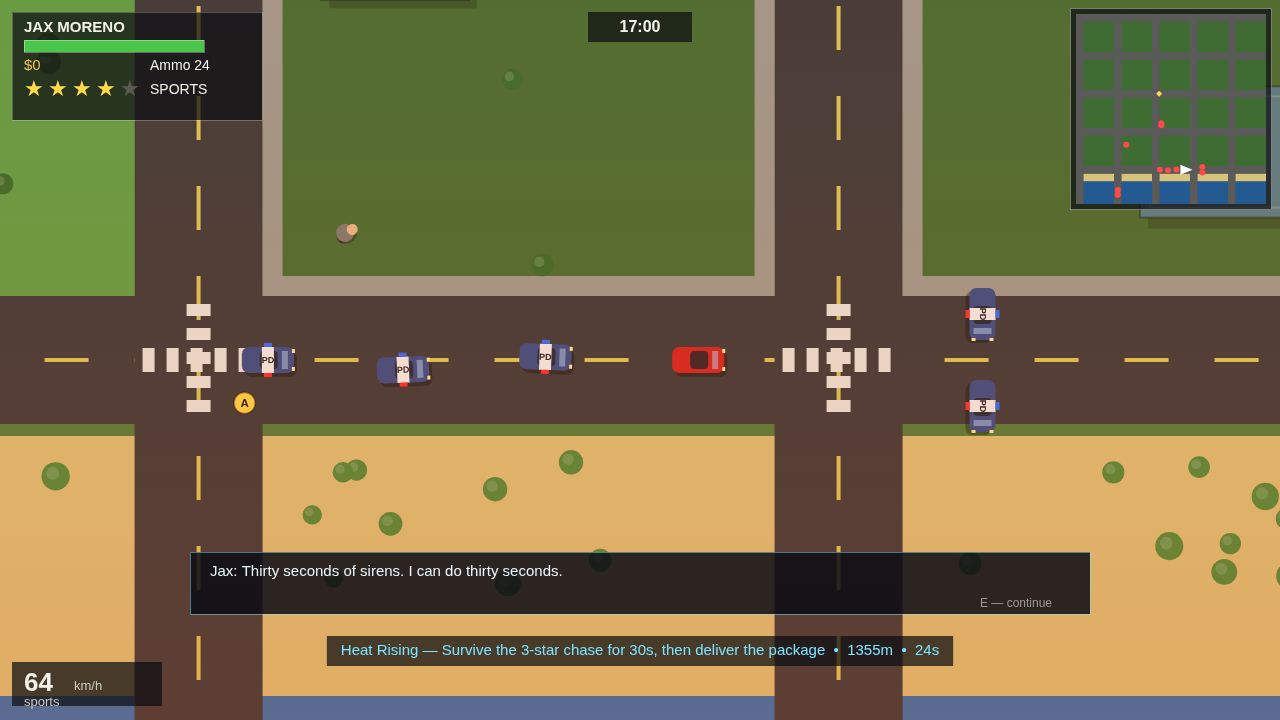 JAX MORENO
17:00
$0
Ammo 24
SPORTS
PD
PD
PD
PD
PD
A
Jax: Thirty seconds of sirens. I can do thirty seconds.
E — continue
Heat Rising — Survive the 3-star chase for 30s, then deliver the package • 1355m • 24s
64 km/h
sports